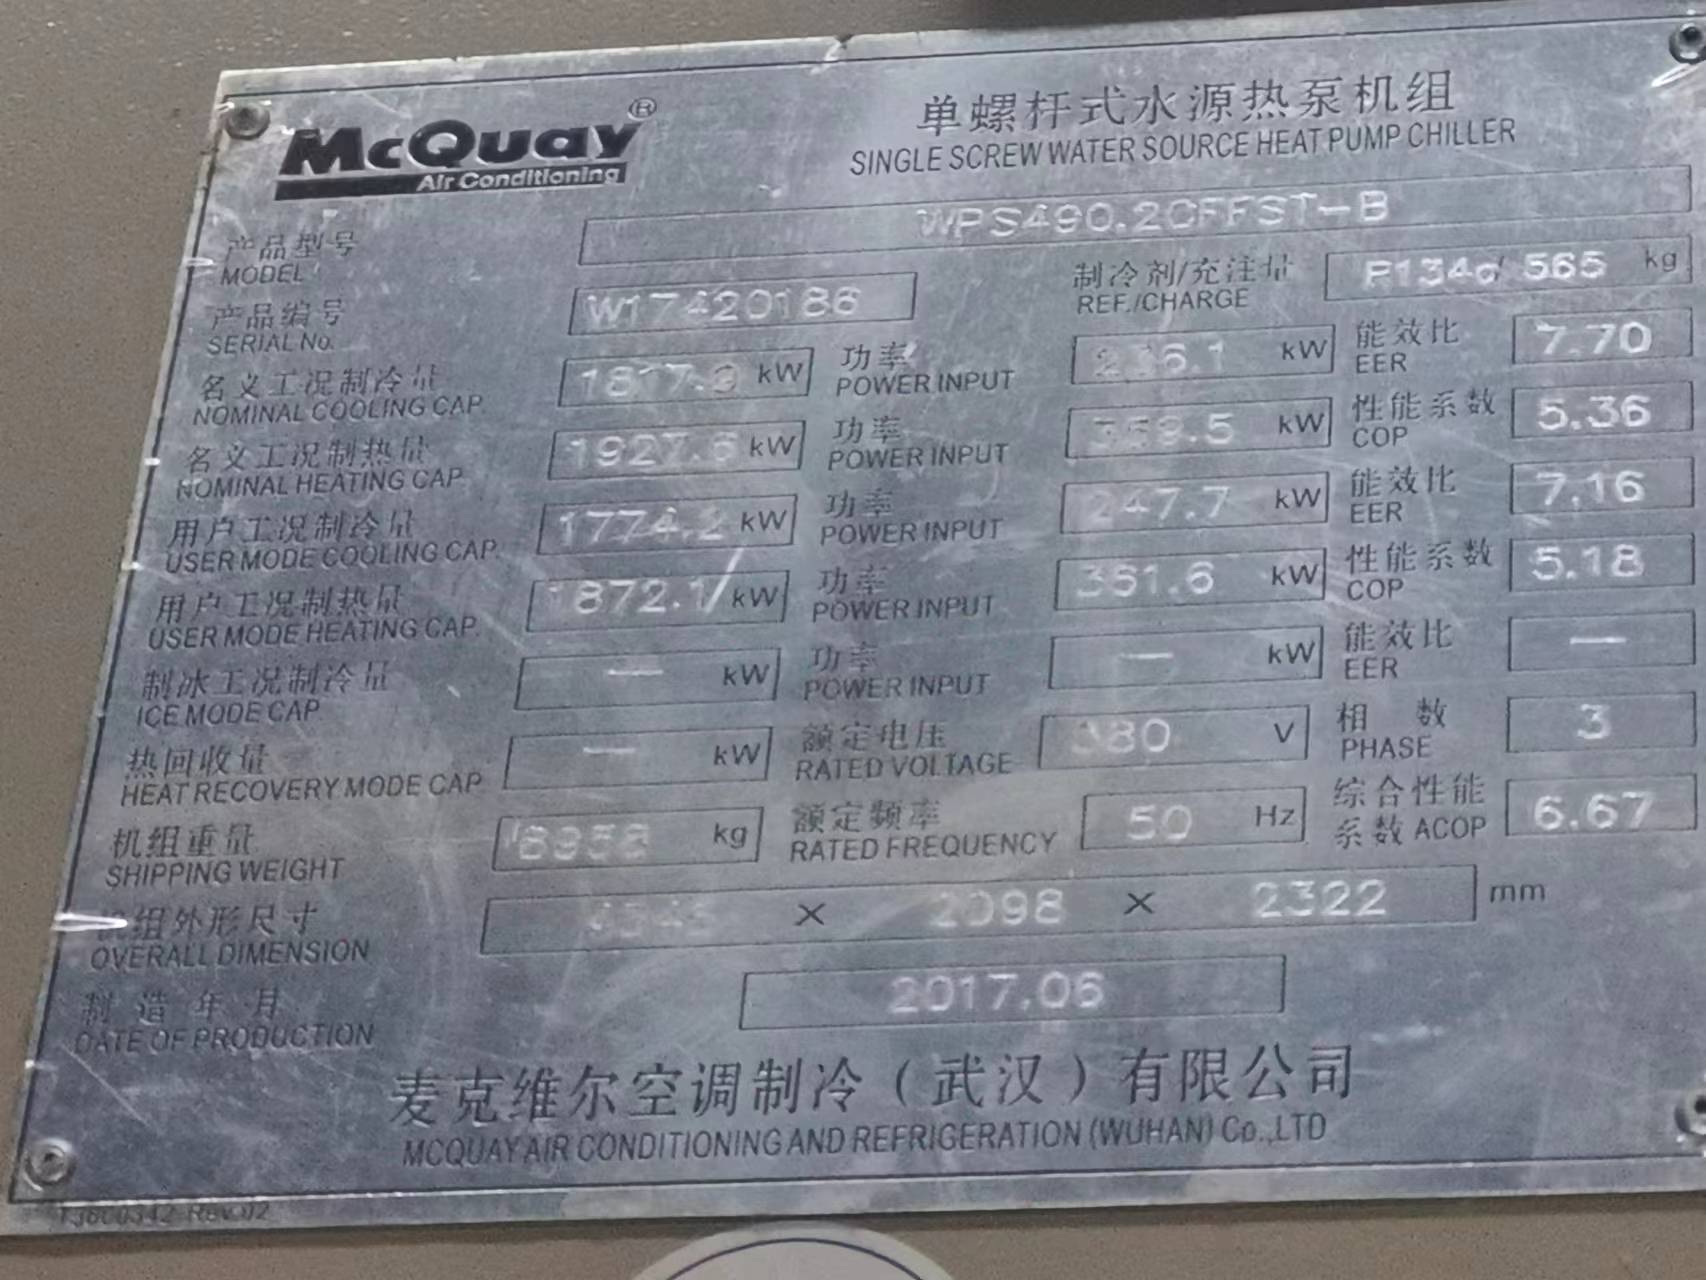 McQuay®
Air Conditioning
单螺杆式水源热泵机组
SINGLE SCREW WATER SOURCE HEAT PUMP CHILLER
产品型号 WPS490.2CFFST-B
MODEL
产品编号 W17420186 制冷剂/充注量 R134a/ 565 kg
SERIAL No. REF./CHARGE
名义工况制冷量 1817.9 kW 功率 236.1 kW 能效比 7.70
NOMINAL COOLING CAP. POWER INPUT EER
名义工况制热量 1927.6 kW 功率 359.5 kW 性能系数 5.36
NOMINAL HEATING CAP. POWER INPUT COP
用户工况制冷量 1774.2 kW 功率 247.7 kW 能效比 7.16
USER MODE COOLING CAP. POWER INPUT EER
用户工况制热量 1872.1 kW 功率 361.6 kW 性能系数 5.18
USER MODE HEATING CAP. POWER INPUT COP
制冰工况制冷量 — kW 功率 — kW 能效比 —
ICE MODE CAP. POWER INPUT EER
热回收量 — kW 额定电压 380 V 相 数 3
HEAT RECOVERY MODE CAP. RATED VOLTAGE PHASE
机组重量 kg 额定频率 50 Hz 综合性能系数 ACOP 6.67
SHIPPING WEIGHT RATED FREQUENCY
机组外形尺寸 × 2098 × 2322 mm
OVERALL DIMENSION
制 造 年 月 2017.06
DATE OF PRODUCTION
麦克维尔空调制冷（武汉）有限公司
MCQUAY AIR CONDITIONING AND REFRIGERATION (WUHAN) Co.,LTD